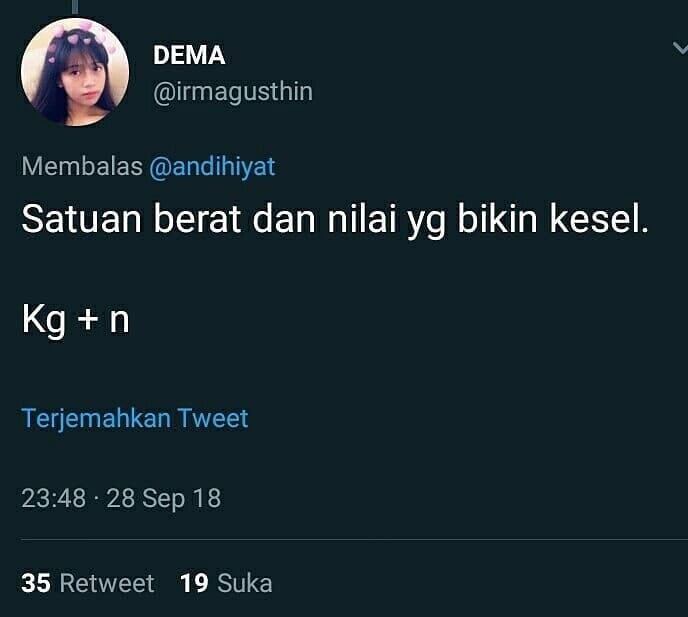 DEMA
@irmagusthin
Membalas @andihiyat
Satuan berat dan nilai yg bikin kesel.
Kg + n
Terjemahkan Tweet
23:48 · 28 Sep 18
35 Retweet 19 Suka